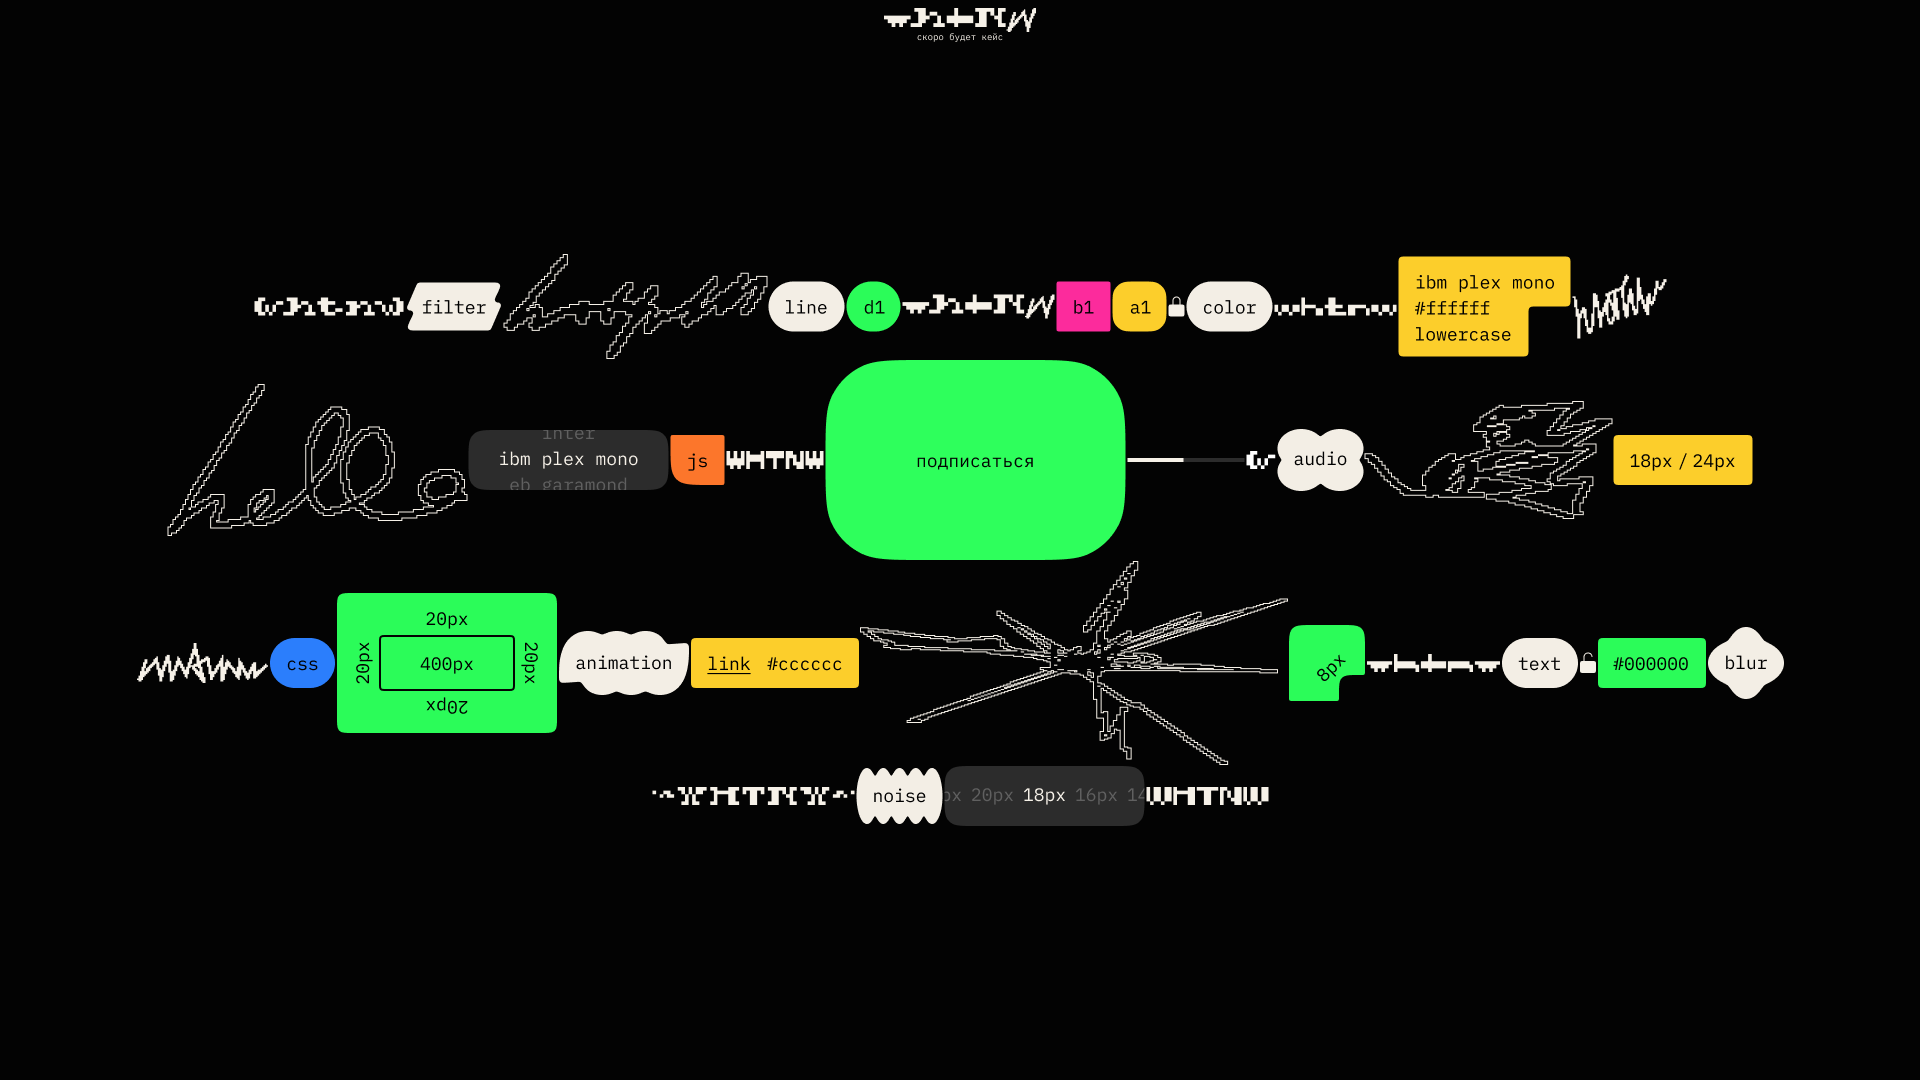 скоро будет кейс
filter
line
d1
b1
a1
color
ibm plex mono
#ffffff
lowercase
hello
inter
ibm plex mono
eb garamond
js
подписаться
audio
18px / 24px
css
20px
20px
400px
20px
20px
animation
link #cccccc
8px
text
#000000
blur
noise
px 20px 18px 16px 14